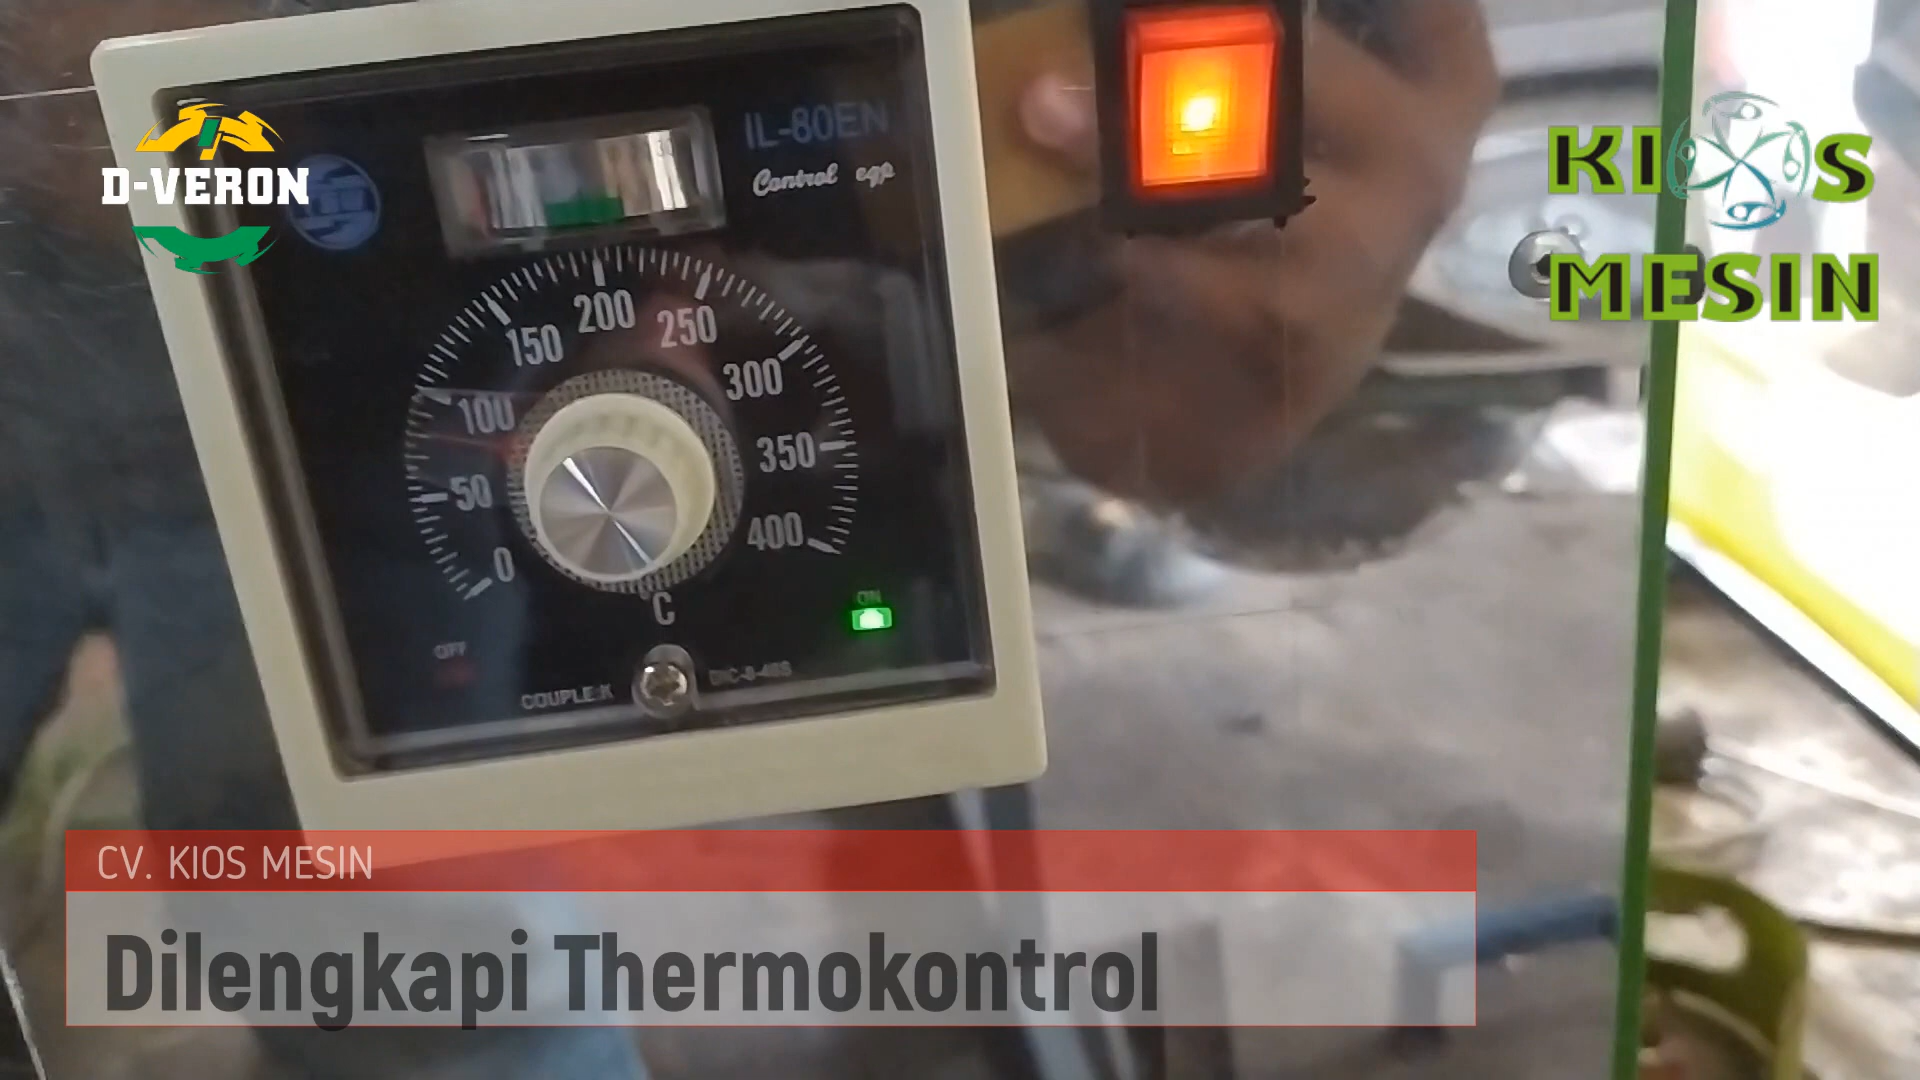 D-VERON
IL-80EN
Control egp
KIOS
MESIN
200
150
250
300
100
350
50
400
0
°C
ON
OFF
COUPLE:K
CV. KIOS MESIN
Dilengkapi Thermokontrol